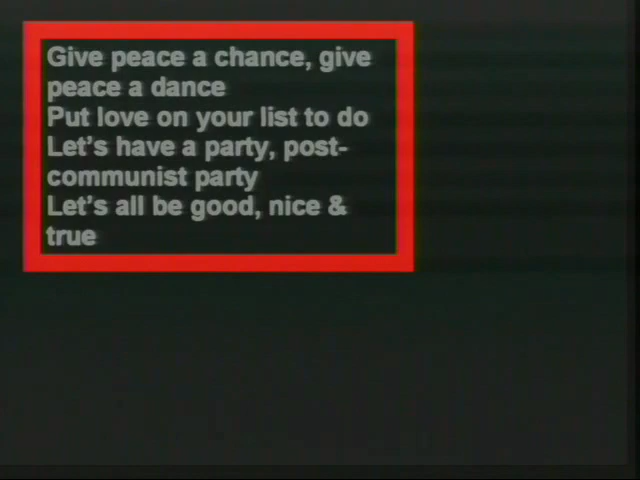 Give peace a chance, give
peace a dance
Put love on your list to do
Let's have a party, post-
communist party
Let's all be good, nice &
true